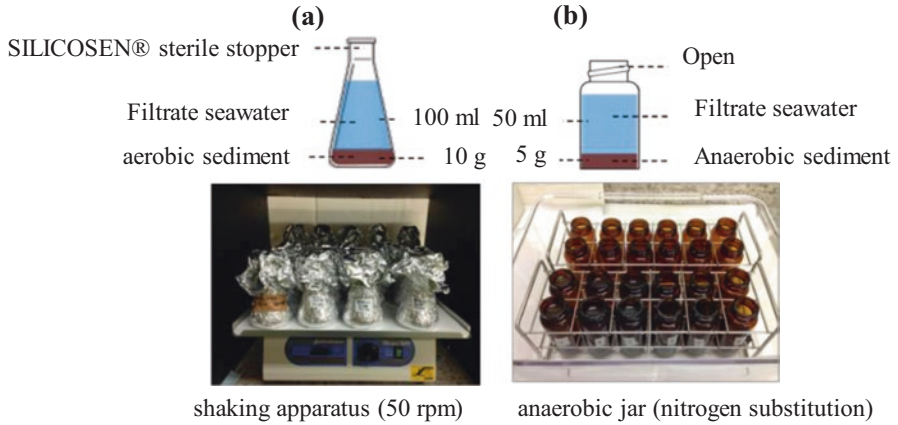 (a)
(b)
SILICOSEN® sterile stopper
Open
Filtrate seawater
100 ml
50 ml
Filtrate seawater
aerobic sediment
10 g
5 g
Anaerobic sediment
shaking apparatus (50 rpm)
anaerobic jar (nitrogen substitution)